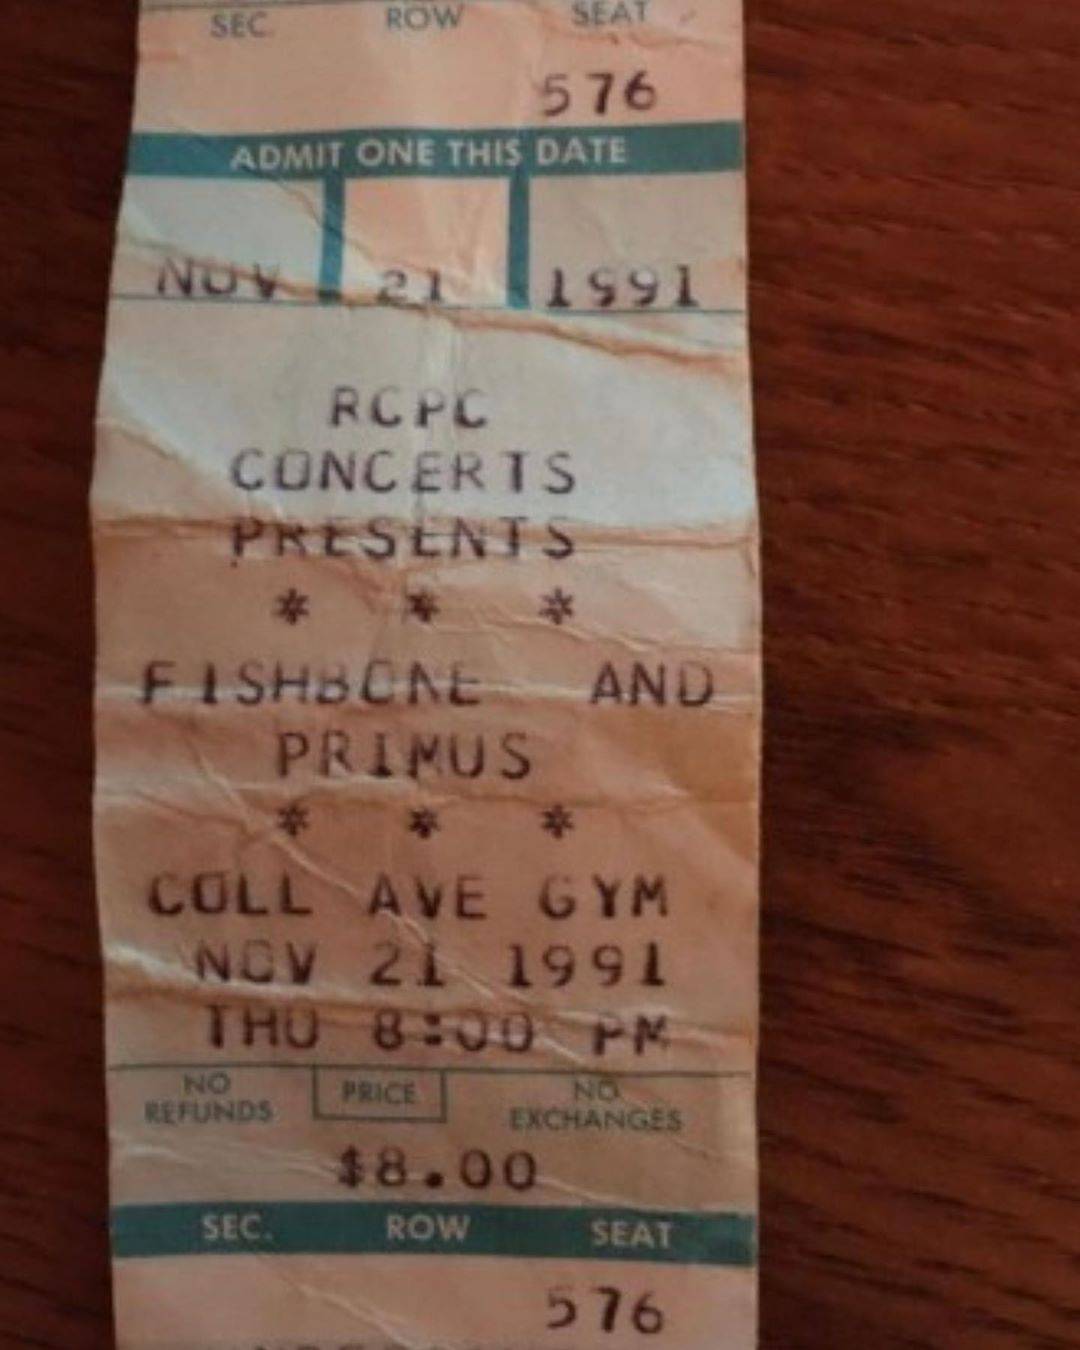 SEC. ROW SEAT
576
ADMIT ONE THIS DATE
NOV 21 1991
RCPC
CONCERTS
PRESENTS
* * *
FISHBONE AND
PRIMUS
* * *
COLL AVE GYM
NOV 21 1991
THU 8:00 PM
NO REFUNDS PRICE NO EXCHANGES
$8.00
SEC. ROW SEAT
576